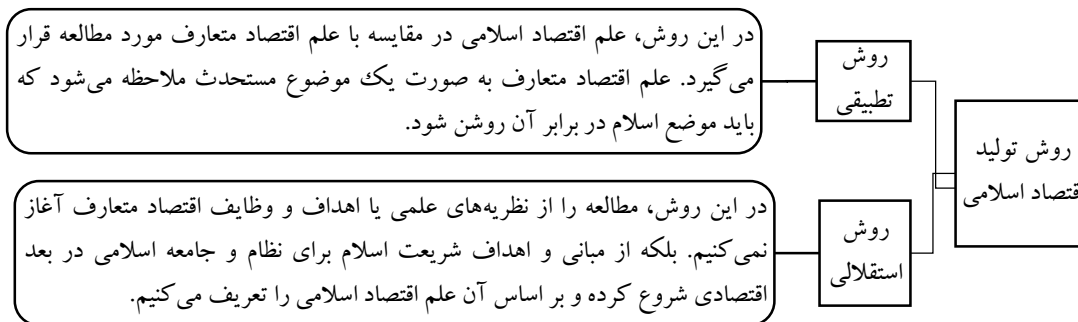 روش تولید
قتصاد اسلامی
روش
تطبیقی
در این روش، علم اقتصاد اسلامی در مقایسه با علم اقتصاد متعارف مورد مطالعه قرار
می‌گیرد. علم اقتصاد متعارف به صورت یک موضوع مستحدث ملاحظه می‌شود که
باید موضع اسلام در برابر آن روشن شود.
روش
استقلالی
در این روش، مطالعه را از نظریه‌های علمی یا اهداف و وظایف اقتصاد متعارف آغاز
نمی‌کنیم. بلکه از مبانی و اهداف شریعت اسلام برای نظام و جامعه اسلامی در بعد
اقتصادی شروع کرده و بر اساس آن علم اقتصاد اسلامی را تعریف می‌کنیم.